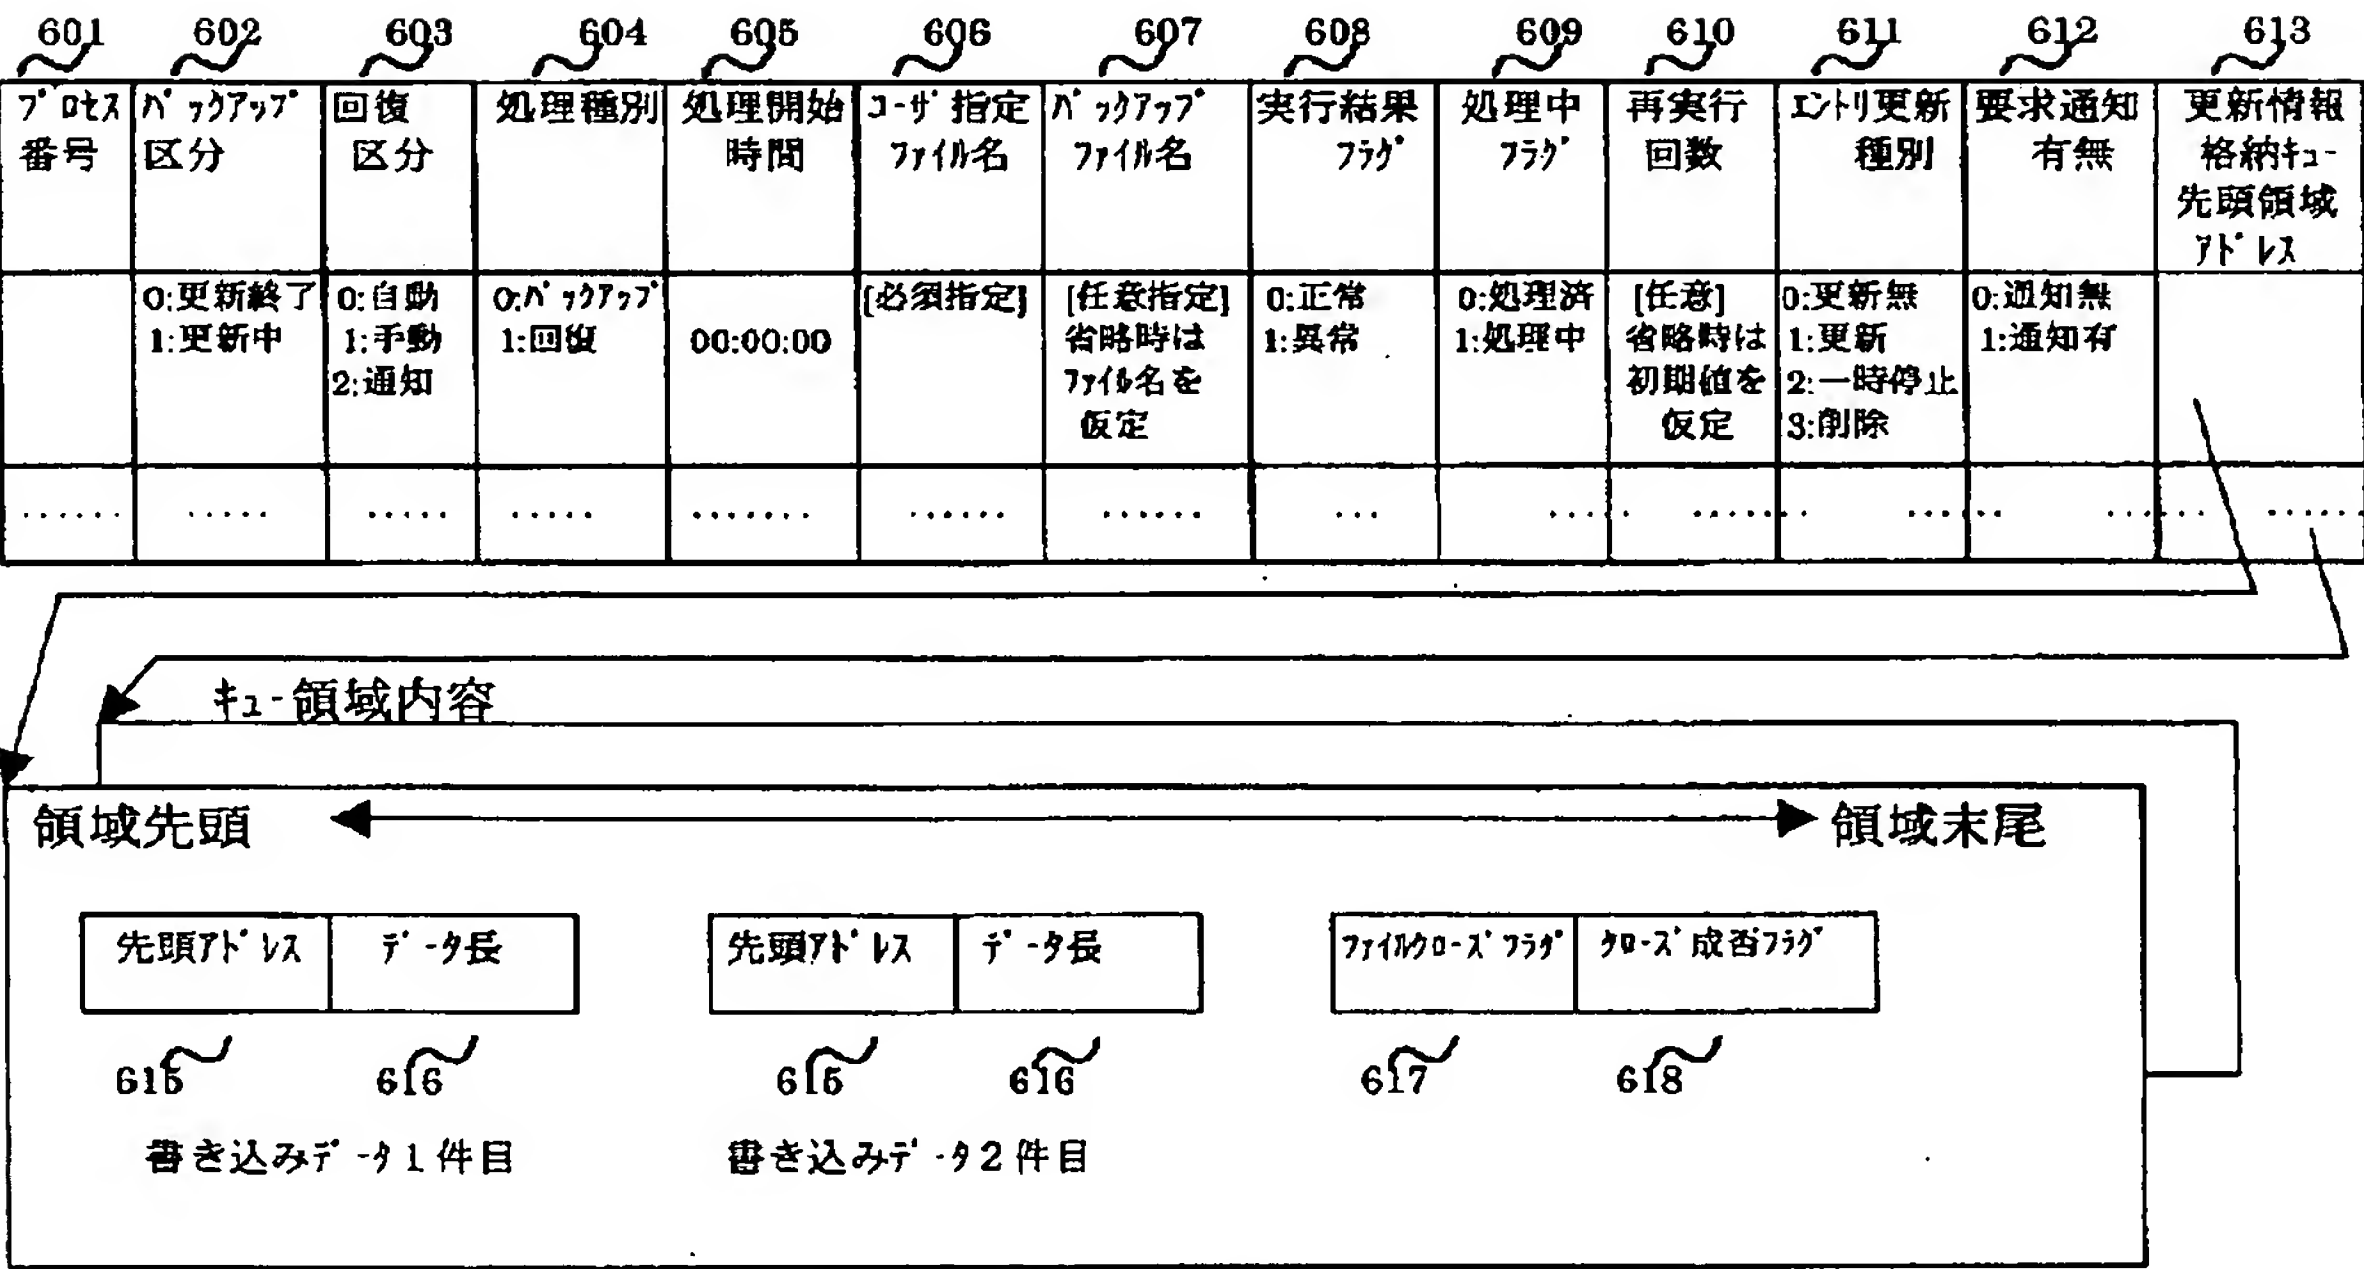 601 602 603 604 605 606 607 608 609 610 611 612 613
ﾌﾟﾛｾｽ
番号
ﾊﾞｯｸｱｯﾌﾟ
区分
回復
区分
処理種別
処理開始
時間
ﾕｰｻﾞ指定
ﾌｧｲﾙ名
ﾊﾞｯｸｱｯﾌﾟ
ﾌｧｲﾙ名
実行結果
ﾌﾗｸﾞ
処理中
ﾌﾗｸﾞ
再実行
回数
ｴﾝﾄﾘ更新
種別
要求通知
有無
更新情報
格納ｷｭｰ
先頭領域
ｱﾄﾞﾚｽ
0:更新終了
1:更新中
0:自動
1:手動
2:通知
0:ﾊﾞｯｸｱｯﾌﾟ
1:回復
00:00:00
[必須指定]
[任意指定]
省略時は
ﾌｧｲﾙ名を
仮定
0:正常
1:異常
0:処理済
1:処理中
[任意]
省略時は
初期値を
仮定
0:更新無
1:更新
2:一時停止
3:削除
0:通知無
1:通知有
...... ..... ..... ..... ....... ...... ...... ... ..... ....... ..... ...... ......
ｷｭｰ領域内容
領域先頭 領域末尾
先頭ｱﾄﾞﾚｽ ﾃﾞｰﾀ長 先頭ｱﾄﾞﾚｽ ﾃﾞｰﾀ長 ﾌｧｲﾙｸﾛｰｽﾞﾌﾗｸﾞ ｸﾛｰｽﾞ成否ﾌﾗｸﾞ
615 616 615 616 617 618
書き込みﾃﾞｰﾀ1件目 書き込みﾃﾞｰﾀ2件目